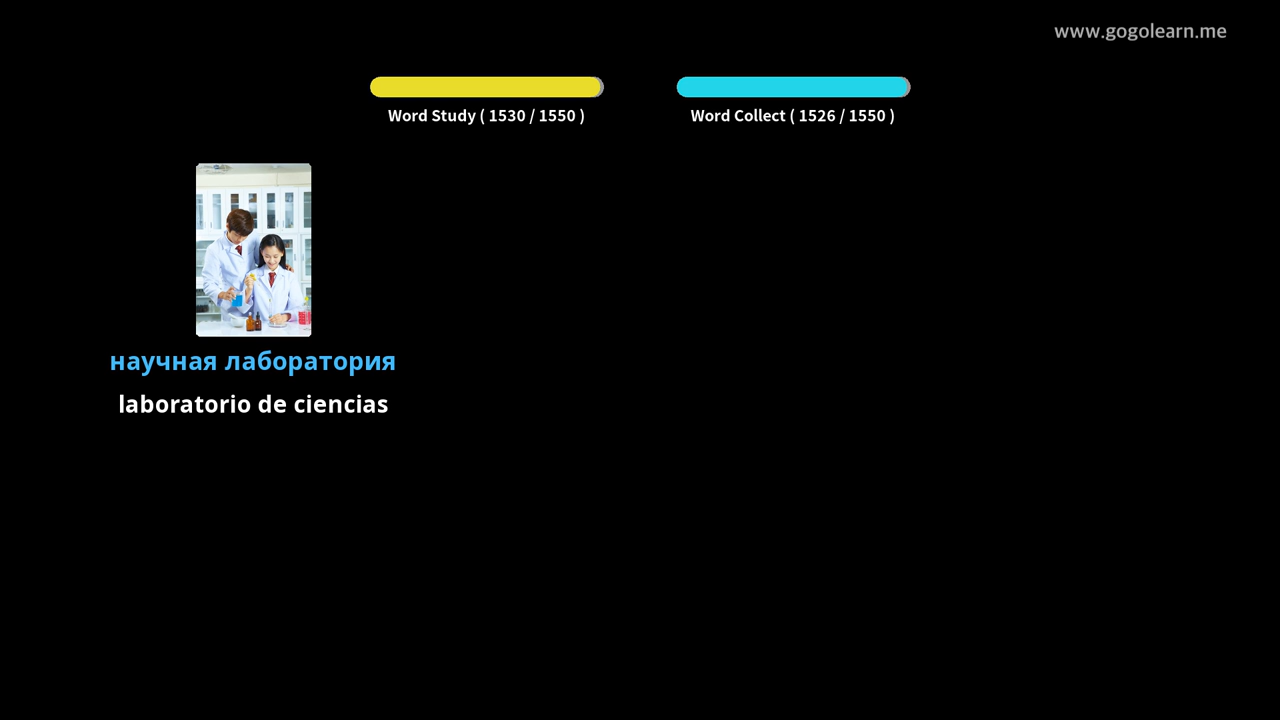 www.gogolearn.me
Word Study ( 1530 / 1550 )
Word Collect ( 1526 / 1550 )
научная лаборатория
laboratorio de ciencias